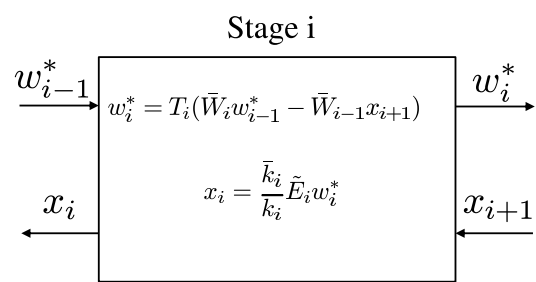 Stage i
w*_{i−1}
w*_i = T_i(W̄_i w*_{i−1} − W̄_{i−1} x_{i+1})
w*_i
x_i = k̄_i / k_i Ẽ_i w*_i
x_i
x_{i+1}